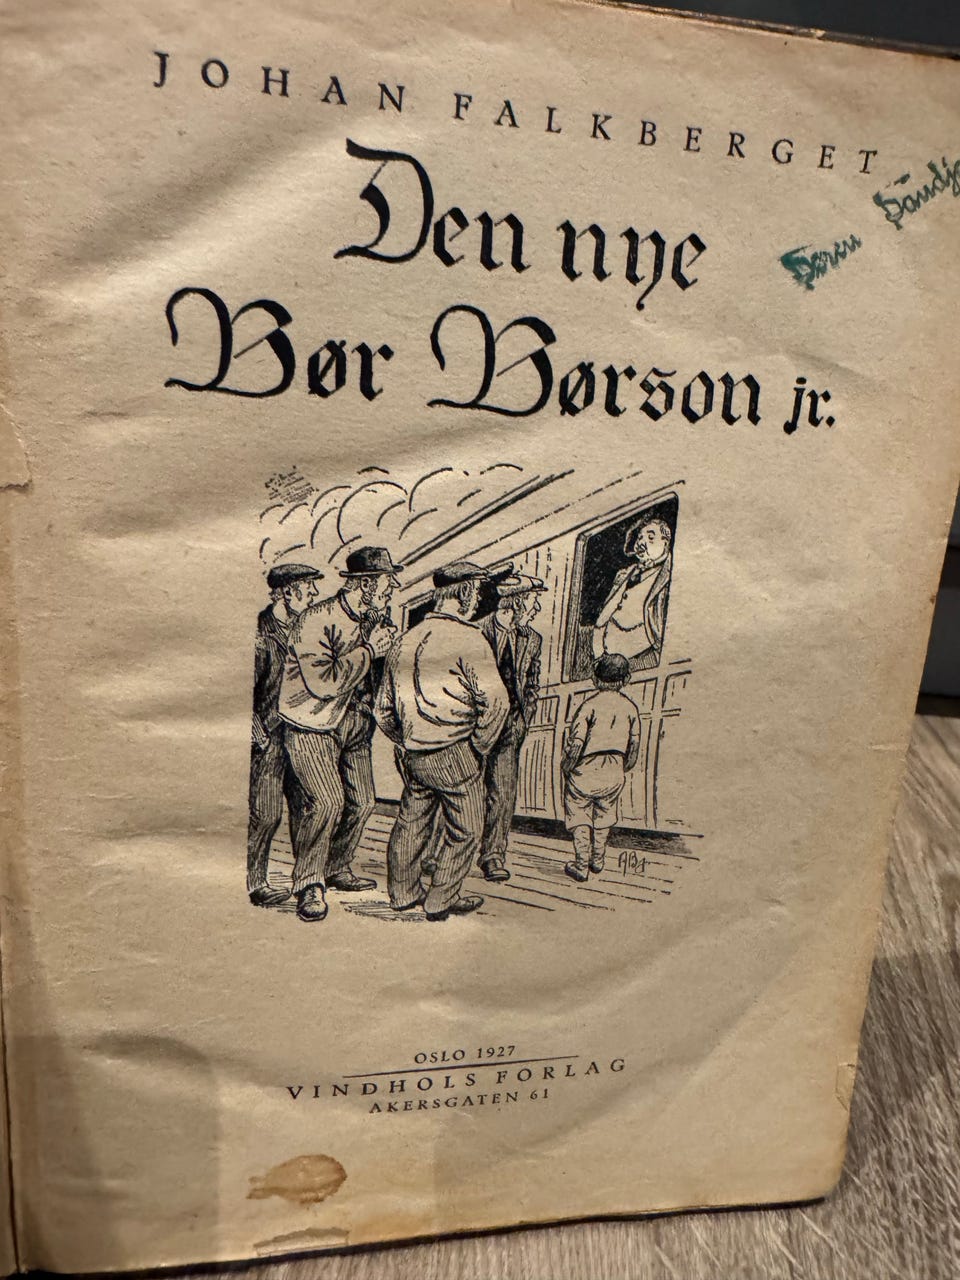 JOHAN FALKBERGET
Den nye
Bør Børson jr.
OSLO 1927
VINDHOLS FORLAG
AKERSGATEN 61